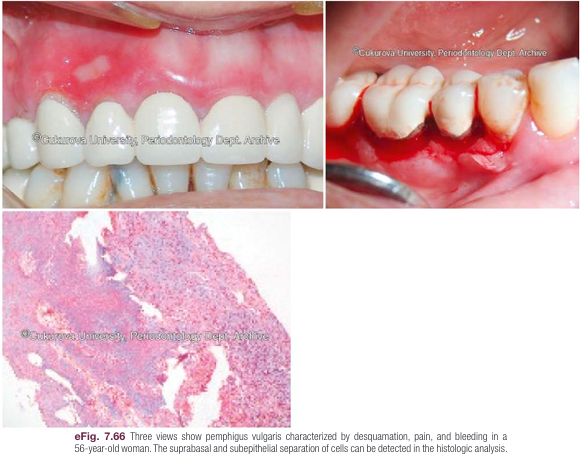 ©Cukurova University, Periodontology Dept. Archive
©Cukurova University, Periodontology Dept. Archive
©Cukurova University, Periodontology Dept. Archive
eFig. 7.66 Three views show pemphigus vulgaris characterized by desquamation, pain, and bleeding in a
56-year-old woman. The suprabasal and subepithelial separation of cells can be detected in the histologic analysis.